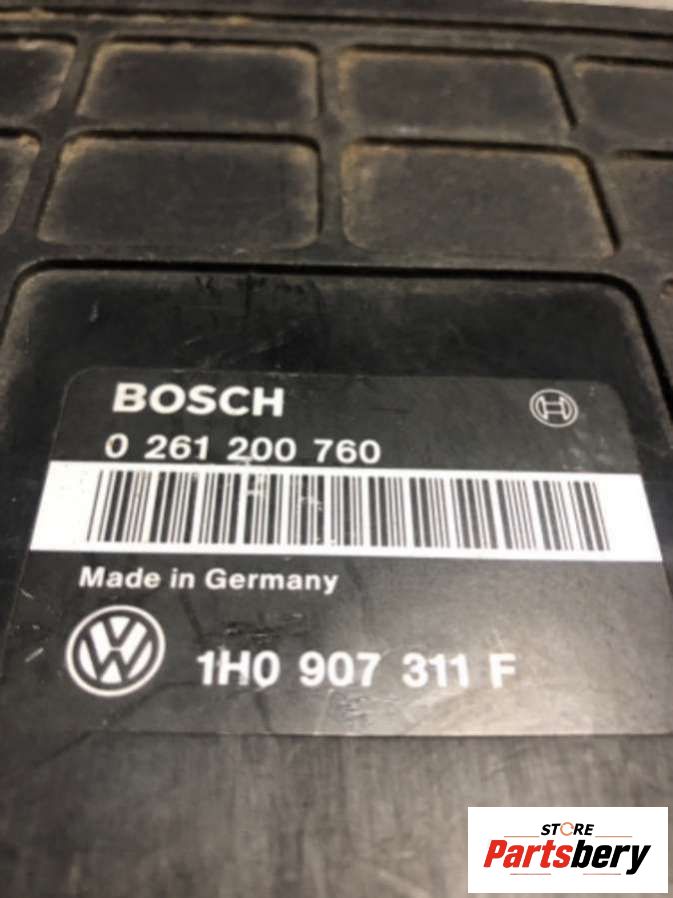 BOSCH
0 261 200 760
Made in Germany
1H0 907 311 F
STORE
Partsbery